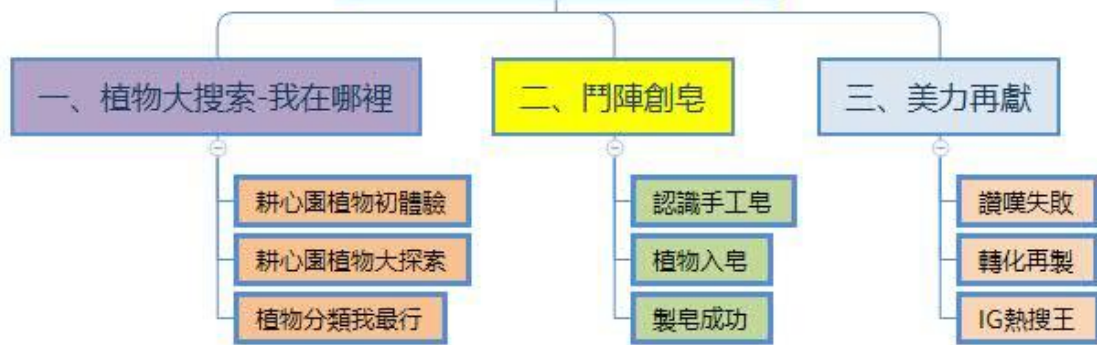 一、植物大搜索-我在哪裡
耕心園植物初體驗
耕心園植物大探索
植物分類我最行
二、鬥陣創皂
認識手工皂
植物入皂
製皂成功
三、美力再獻
讚嘆失敗
轉化再製
IG熱搜王